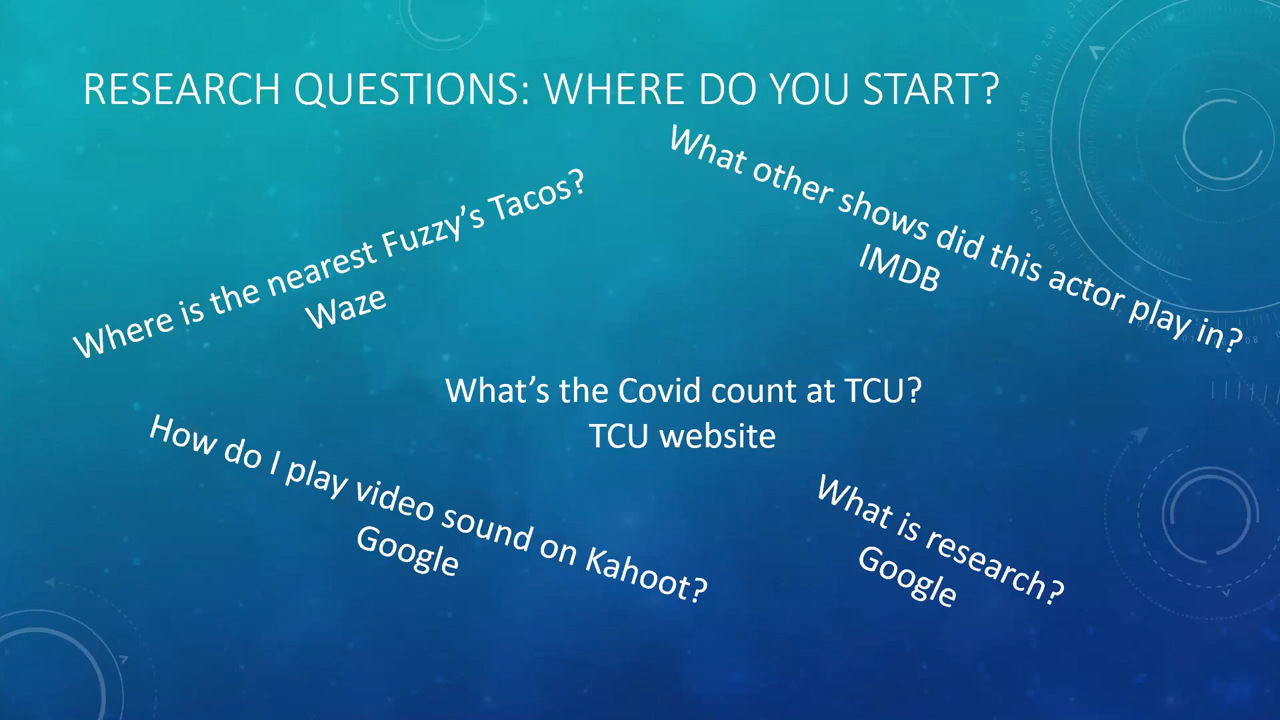 RESEARCH QUESTIONS: WHERE DO YOU START?
What other shows did this actor play in?
IMDB
Where is the nearest Fuzzy's Tacos?
Waze
What's the Covid count at TCU?
TCU website
How do I play video sound on Kahoot?
Google
What is research?
Google